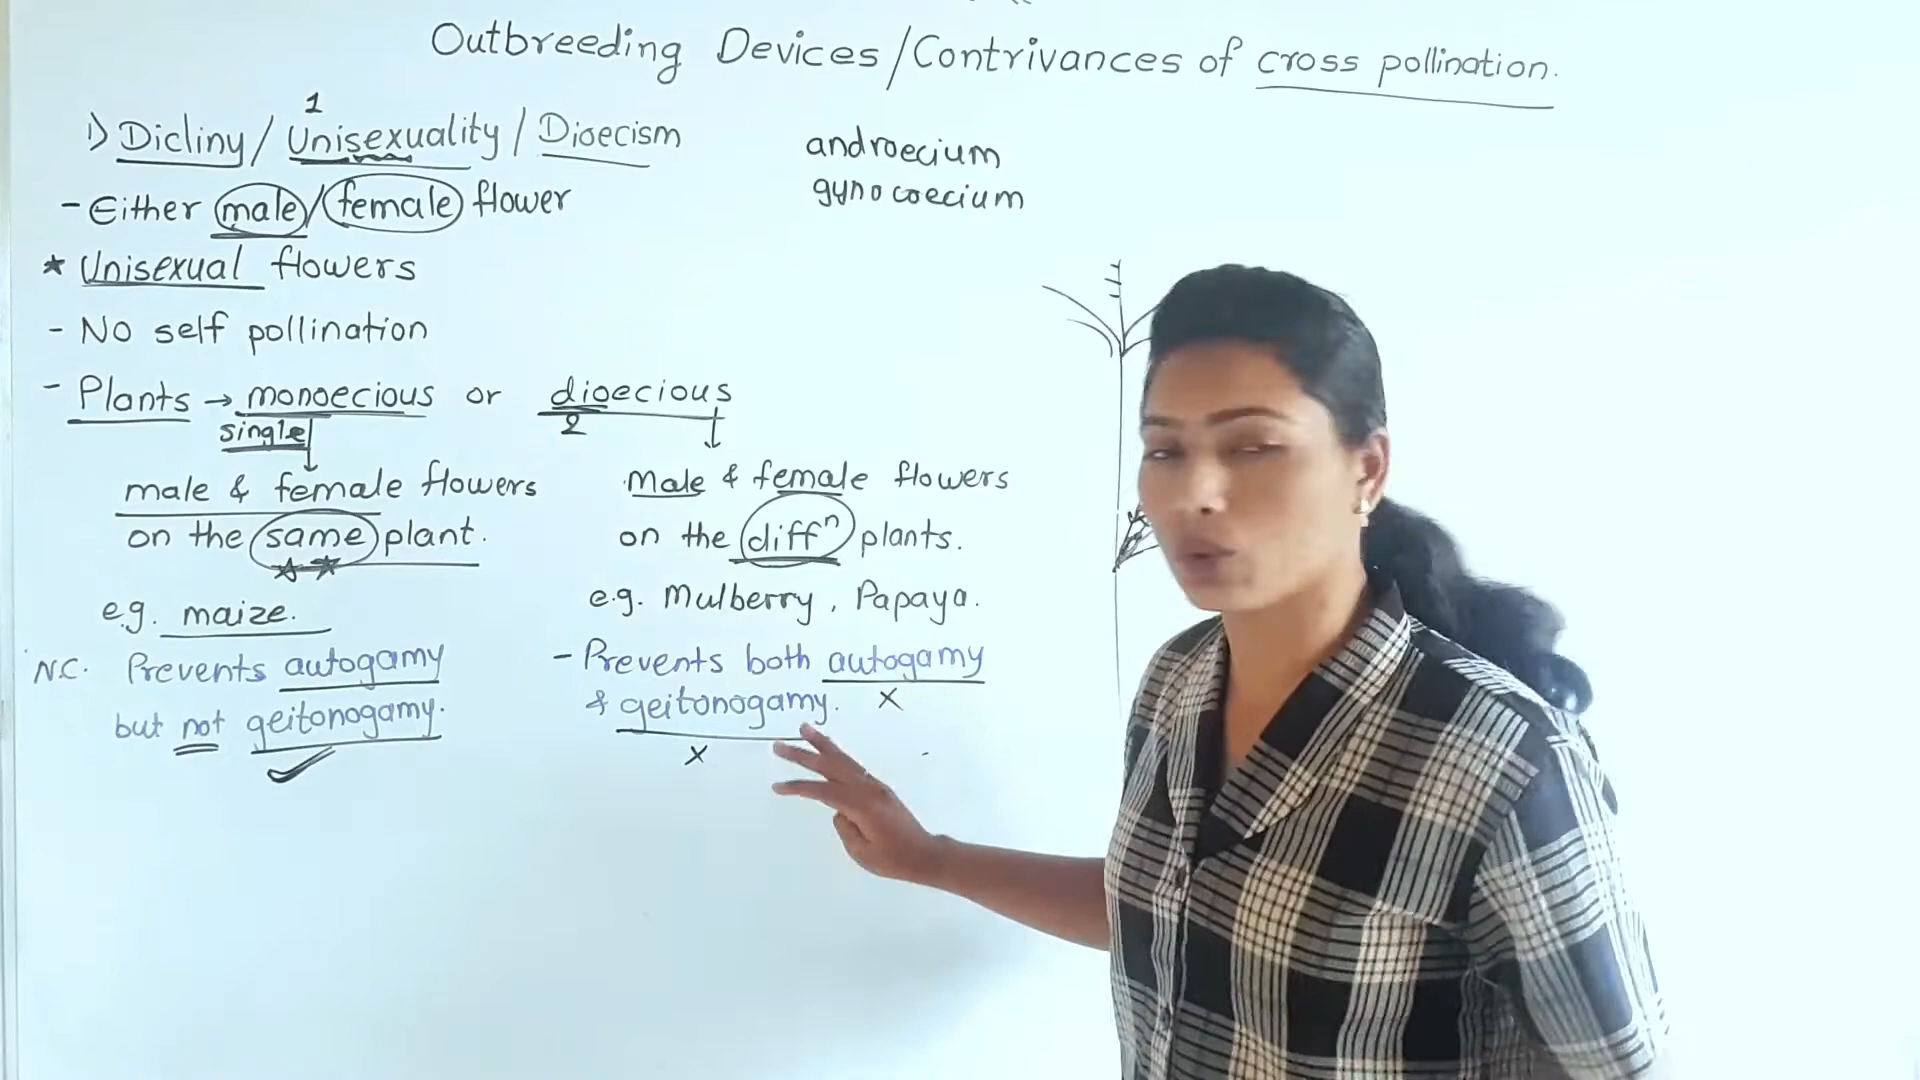 Outbreeding Devices/Contrivances of cross pollination.
1
1) Dicliny/Unisexuality/Dioecism
- Either male/female flower
* Unisexual flowers
- No self pollination
- Plants → monoecious or dioecious
single
2
male & female flowers
on the same plant.
e.g. maize.
N.C. Prevents autogamy
but not geitonogamy.
male & female flowers
on the diffⁿ plants.
e.g. Mulberry, Papaya.
- Prevents both autogamy
& geitonogamy. x
x
androecium
gynocoecium